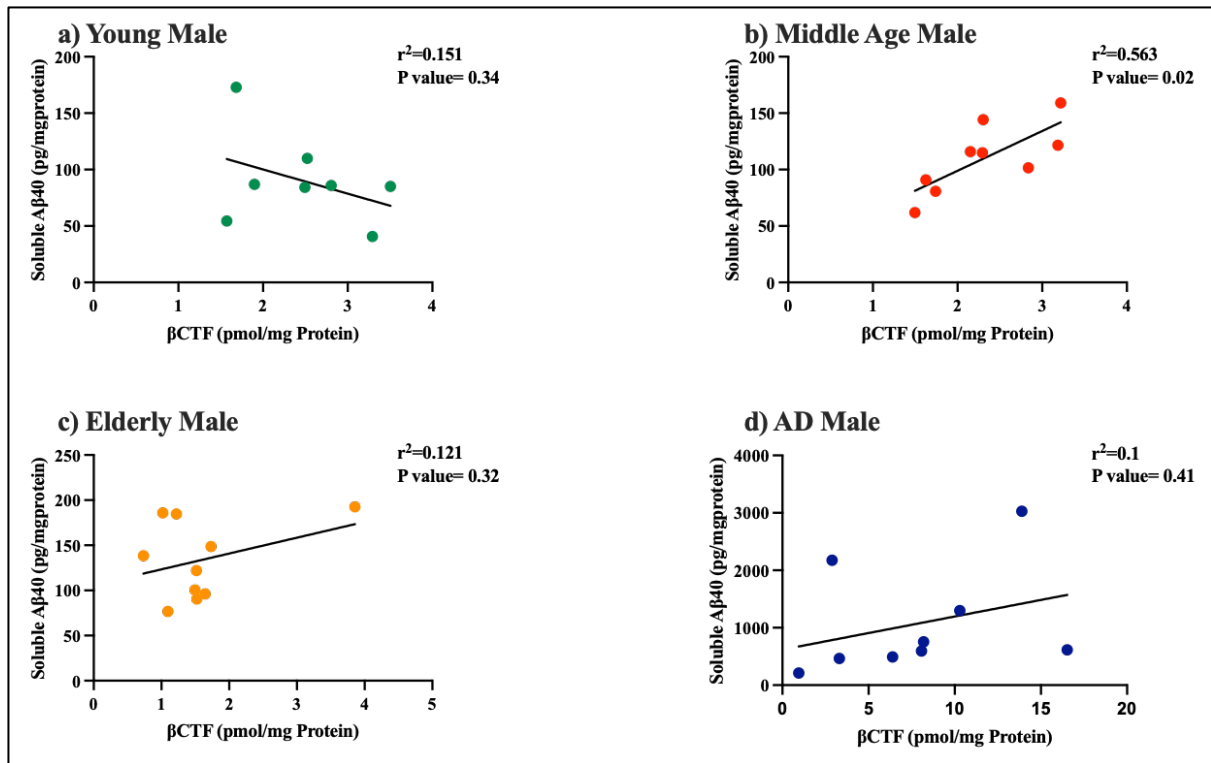 a) Young Male
r²=0.151
P value= 0.34
Soluble Aβ40 (pg/mgprotein)
200
150
100
50
0
0 1 2 3 4
βCTF (pmol/mg Protein)
b) Middle Age Male
r²=0.563
P value= 0.02
Soluble Aβ40 (pg/mgprotein)
200
150
100
50
0
0 1 2 3 4
βCTF (pmol/mg Protein)
c) Elderly Male
r²=0.121
P value= 0.32
Soluble Aβ40 (pg/mgprotein)
250
200
150
100
50
0
0 1 2 3 4 5
βCTF (pmol/mg Protein)
d) AD Male
r²=0.1
P value= 0.41
Soluble Aβ40 (pg/mgprotein)
4000
3000
2000
1000
0
0 5 10 15 20
βCTF (pmol/mg Protein)